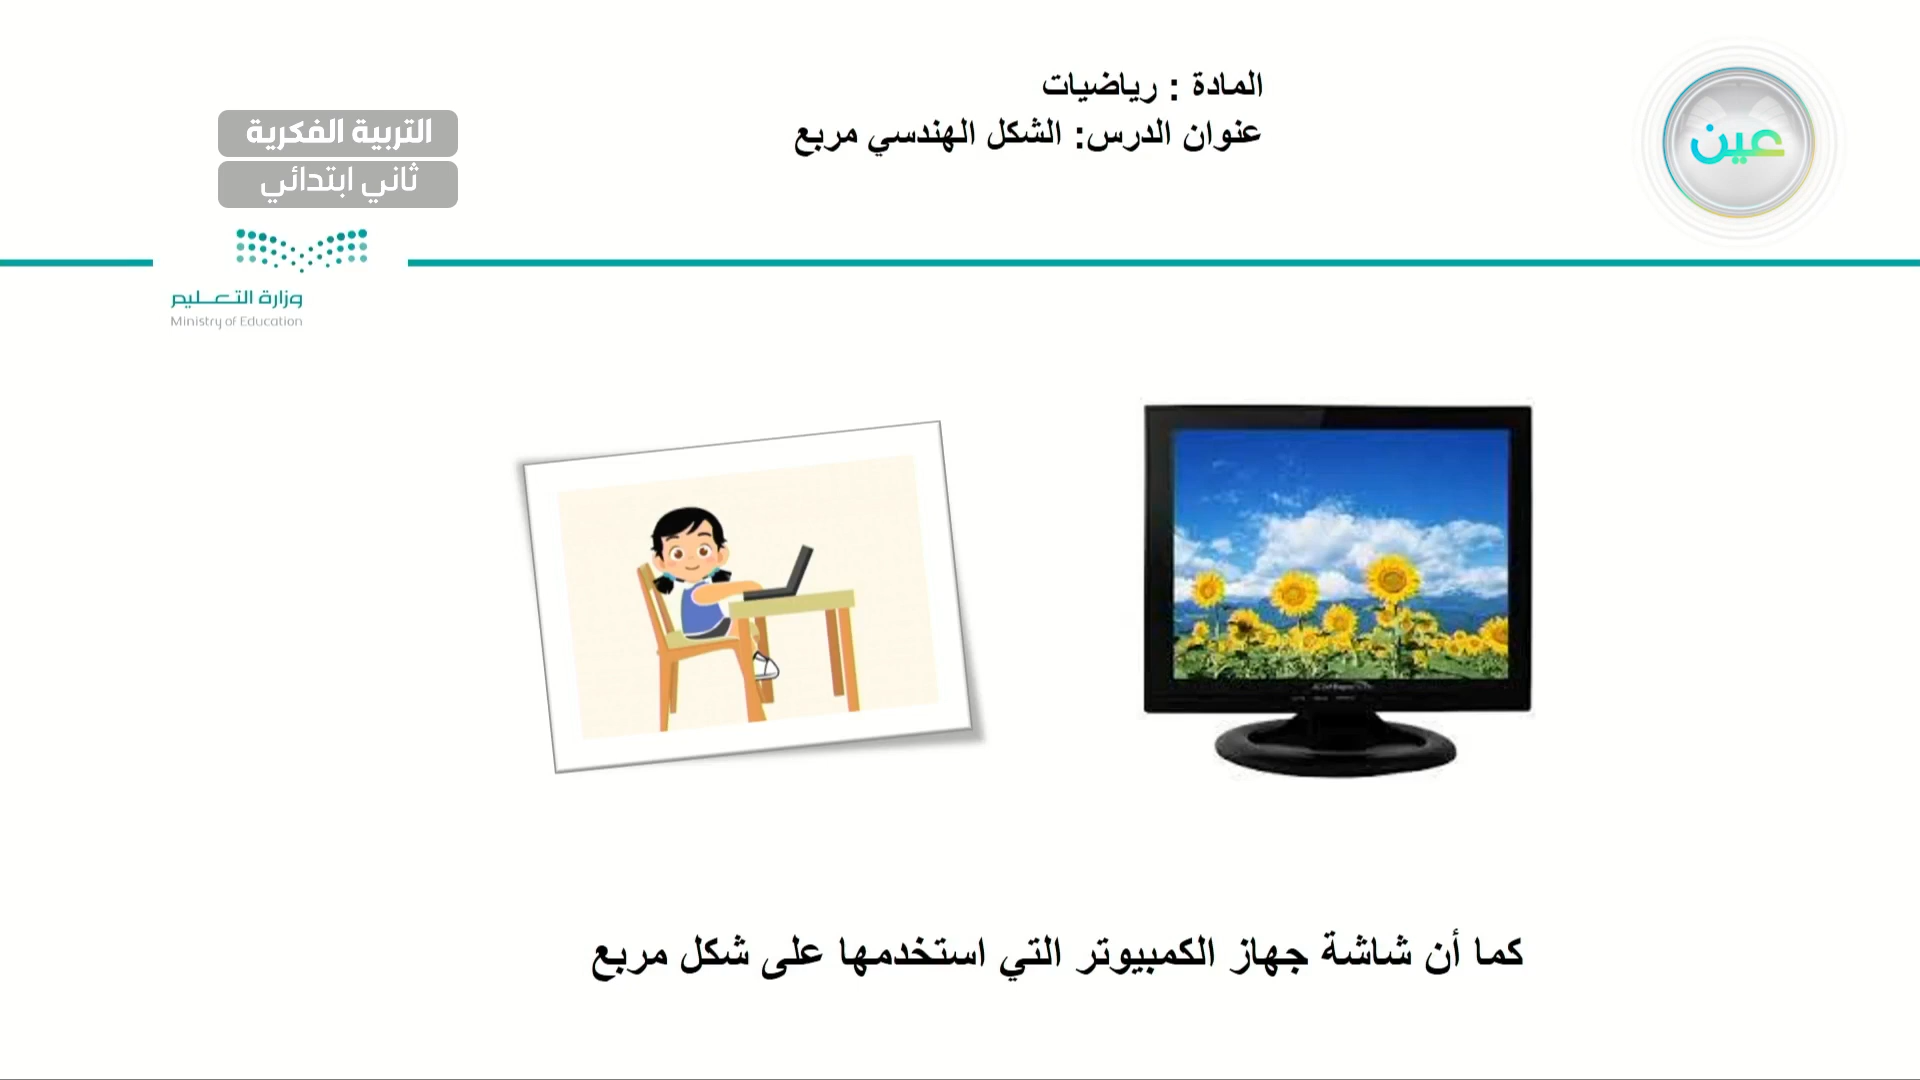 المادة : رياضيات
عنوان الدرس: الشكل الهندسي مربع
عين
التربية الفكرية
ثاني ابتدائي
وزارة التعليم
Ministry of Education
كما أن شاشة جهاز الكمبيوتر التي استخدمها على شكل مربع